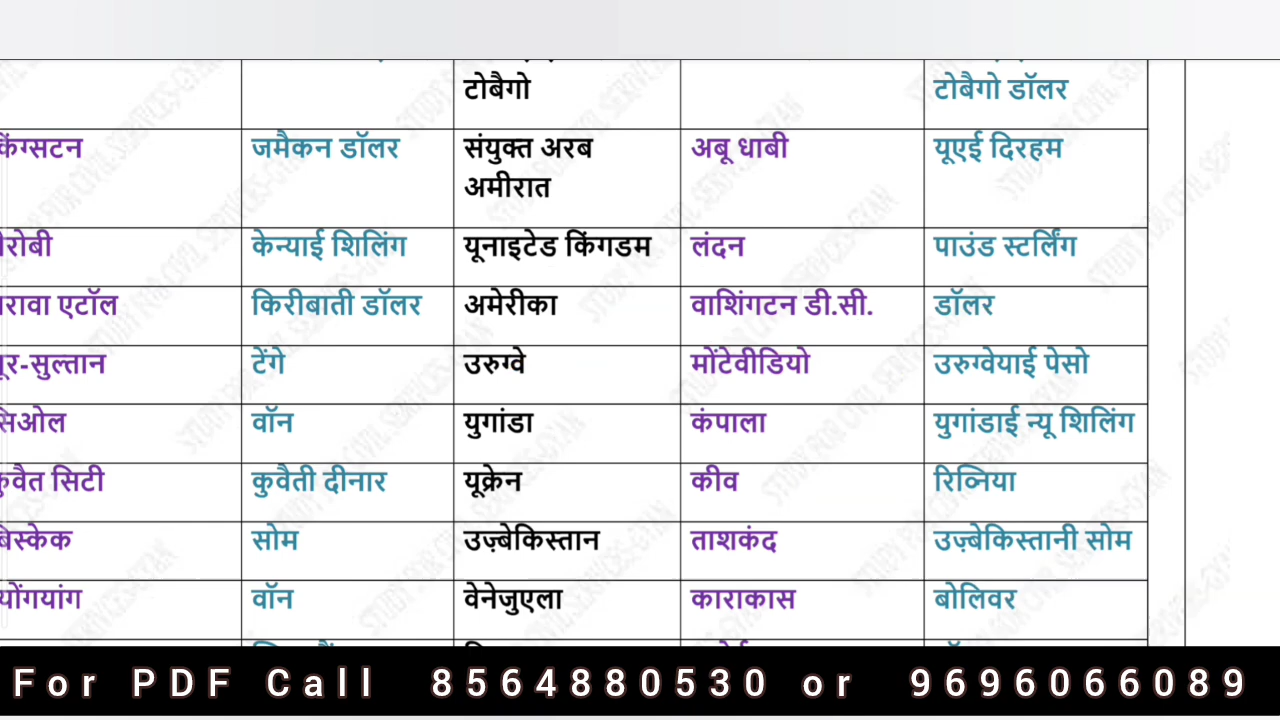 टोबैगो टोबैगो डॉलर
किंग्सटन जमैकन डॉलर संयुक्त अरब अबू धाबी यूएई दिरहम
अमीरात
केन्याई शिलिंग यूनाइटेड किंगडम लंदन पाउंड स्टर्लिंग
एटॉल किरीबाती डॉलर अमेरीका वाशिंगटन डी.सी. डॉलर
टेंगे उरुग्वे मोंटेवीडियो उरुग्वेयाई पेसो
सिओल वॉन युगांडा कंपाला युगांडाई न्यू शिलिंग
कुवैत सिटी कुवैती दीनार यूक्रेन कीव रिव्निया
सोम उज़्बेकिस्तान ताशकंद उज़्बेकिस्तानी सोम
वॉन वेनेजुएला काराकास बोलिवर
For PDF Call 8564880530 or 9696066089